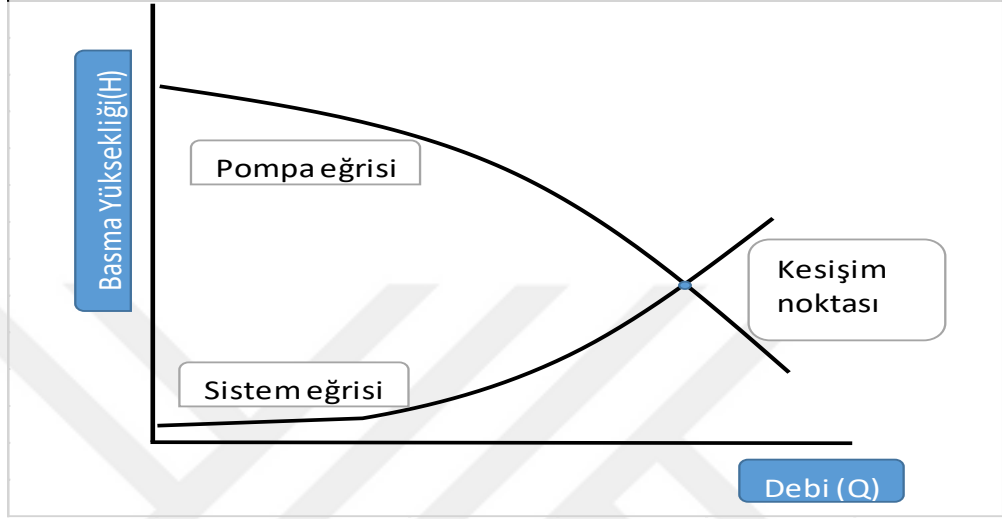 Basma Yüksekliği(H)
Pompa eğrisi
Kesişim
noktası
Sistem eğrisi
Debi (Q)